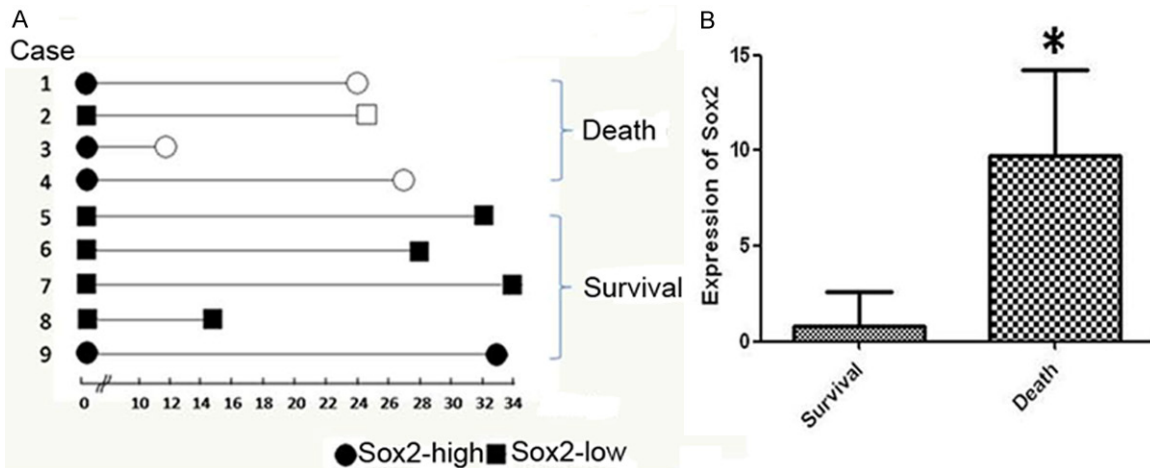 A
Case
1
2
3
4
5
6
7
8
9
Death
Survival
0 10 12 14 16 18 20 22 24 26 28 30 32 34
Sox2-high Sox2-low
B
*
Expression of Sox2
15
10
5
0
Survival
Death